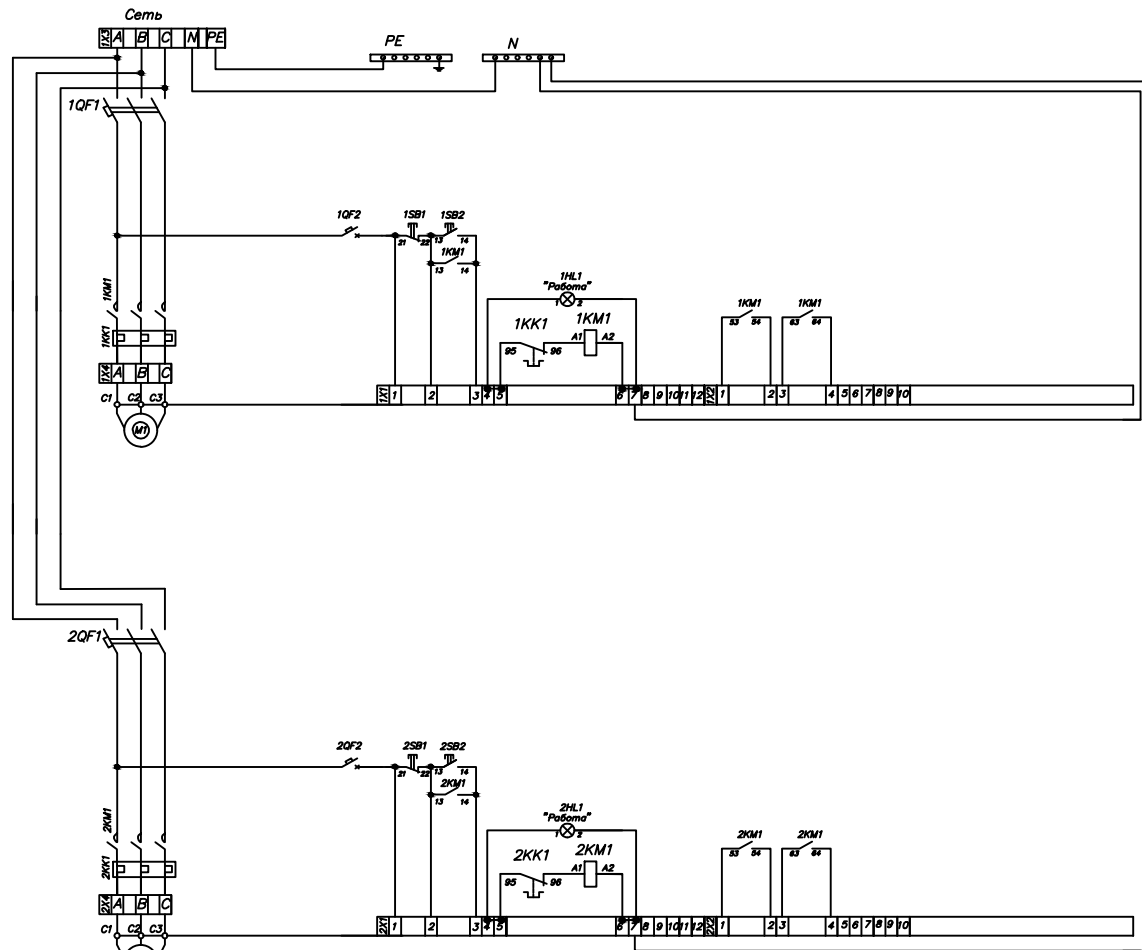 Сеть
1X3 A B C N PE
PE
N
1QF1
1QF2 1SB1 1SB2
21 22 13 14
1KM1
13 14
1KM1
1HL1
"Работа"
1 2
1KM1 1KM1
53 54 63 64
1KK1
1KK1 1KM1
95 96 A1 A2
1X4 A B C
1X1 1 2 3 4 5 6 7 8 9 10 11 12 1X2 1 2 3 4 5 6 7 8 9 10
C1 C2 C3
M1
2QF1
2QF2 2SB1 2SB2
21 22 13 14
2KM1
13 14
2KM1
2HL1
"Работа"
1 2
2KM1 2KM1
53 54 63 64
2KK1
2KK1 2KM1
95 96 A1 A2
2X4 A B C
2X1 1 2 3 4 5 6 7 8 9 10 11 12 2X2 1 2 3 4 5 6 7 8 9 10
C1 C2 C3